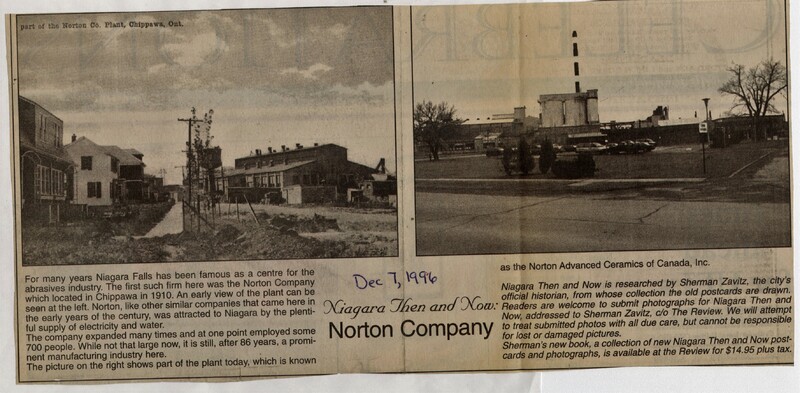 part of the Norton Co. Plant, Chippawa, Ont.
For many years Niagara Falls has been famous as a centre for the
abrasives industry. The first such firm here was the Norton Company
which located in Chippawa in 1910. An early view of the plant can be
seen at the left. Norton, like other similar companies that came here in
the early years of the century, was attracted to Niagara by the plenti-
ful supply of electricity and water.
The company expanded many times and at one point employed some
700 people. While not that large now, it is still, after 86 years, a promi-
nent manufacturing industry here.
The picture on the right shows part of the plant today, which is known
Dec 7, 1996
Niagara Then and Now:
Norton Company
as the Norton Advanced Ceramics of Canada, Inc.
Niagara Then and Now is researched by Sherman Zavitz, the city's
official historian, from whose collection the old postcards are drawn.
Readers are welcome to submit photographs for Niagara Then and
Now, addressed to Sherman Zavitz, c/o The Review. We will attempt
to treat submitted photos with all due care, but cannot be responsible
for lost or damaged pictures.
Sherman's new book, a collection of new Niagara Then and Now post-
cards and photographs, is available at the Review for $14.95 plus tax.